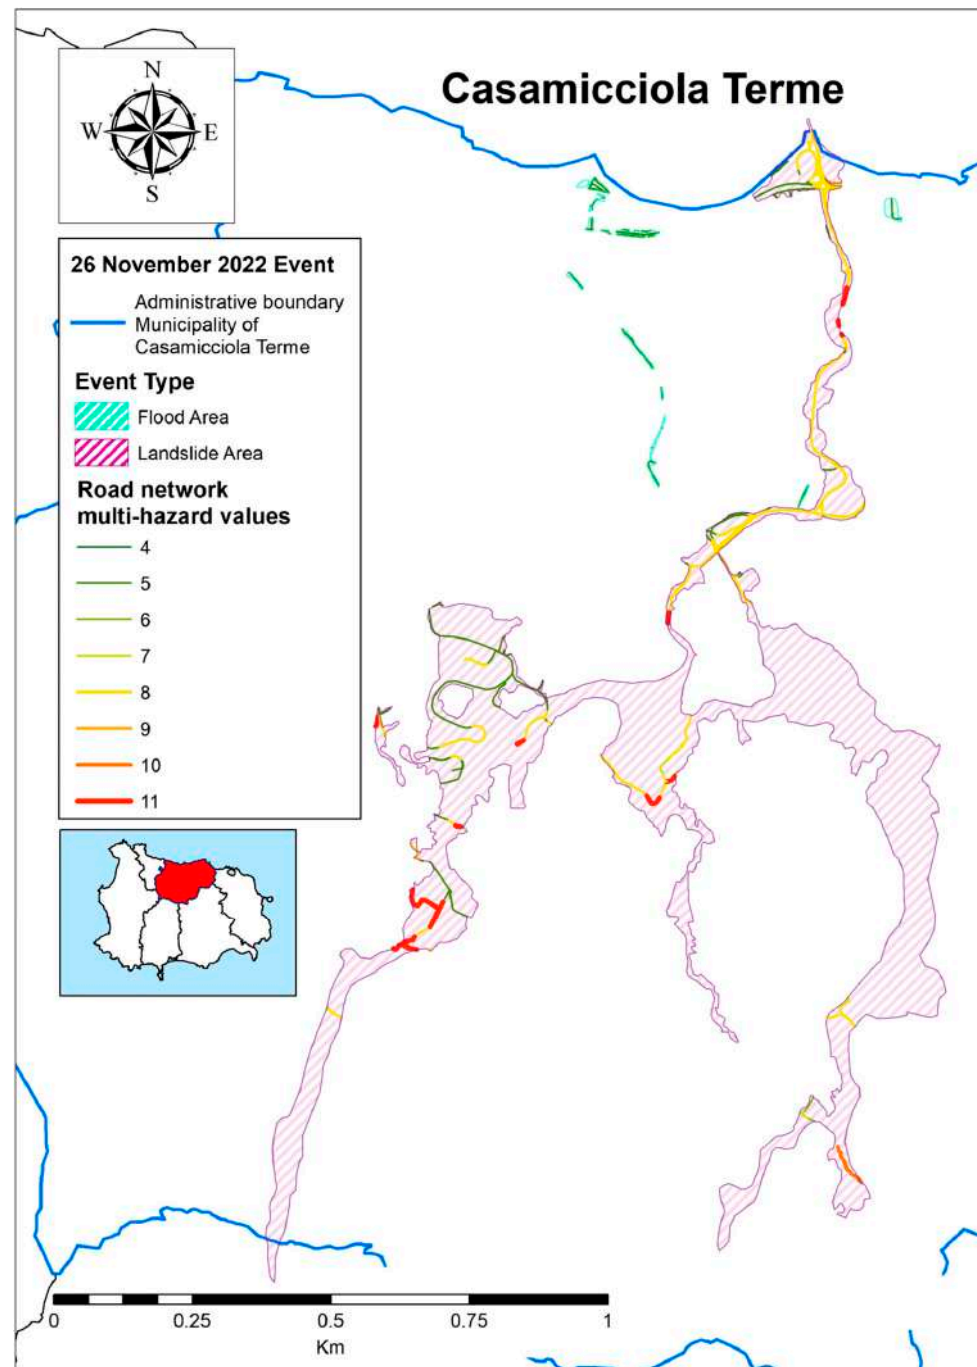 Casamicciola Terme
N
W
E
S
26 November 2022 Event
Administrative boundary
Municipality of
Casamicciola Terme
Event Type
Flood Area
Landslide Area
Road network
multi-hazard values
4
5
6
7
8
9
10
11
0
0.25
0.5
0.75
1
Km